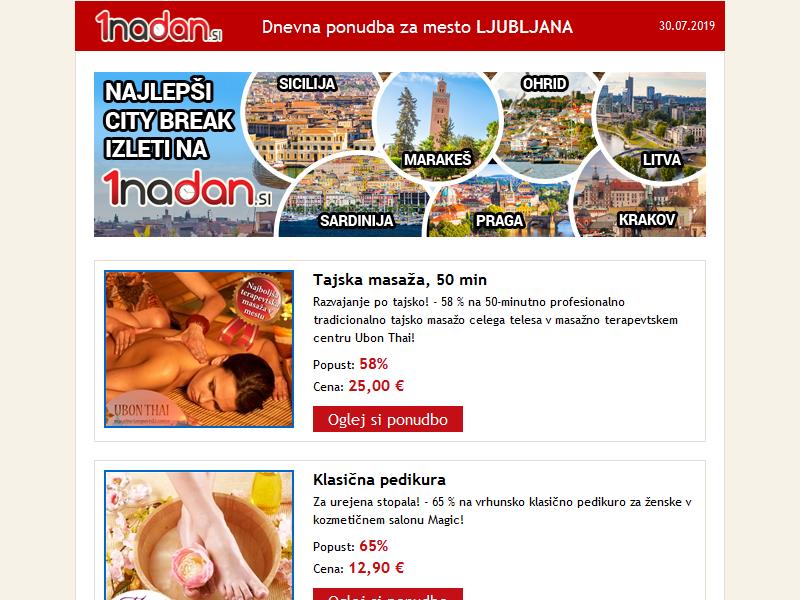 1nadan.si
Dnevna ponudba za mesto LJUBLJANA
30.07.2019
NAJLEPŠI
CITY BREAK
IZLETI NA
1nadan.si
SICILIJA
MARAKEŠ
OHRID
LITVA
SARDINIJA
PRAGA
KRAKOV
Najboljša
terapevtska
masaža v
mestu
UBON THAI
Tajska masaža, 50 min
Razvajanje po tajsko! - 58 % na 50-minutno profesionalno
tradicionalno tajsko masažo celega telesa v masažno terapevtskem
centru Ubon Thai!
Popust: 58%
Cena: 25,00 €
Oglej si ponudbo
Klasična pedikura
Za urejena stopala! - 65 % na vrhunsko klasično pedikuro za ženske v
kozmetičnem salonu Magic!
Popust: 65%
Cena: 12,90 €
Oglej si ponudbo